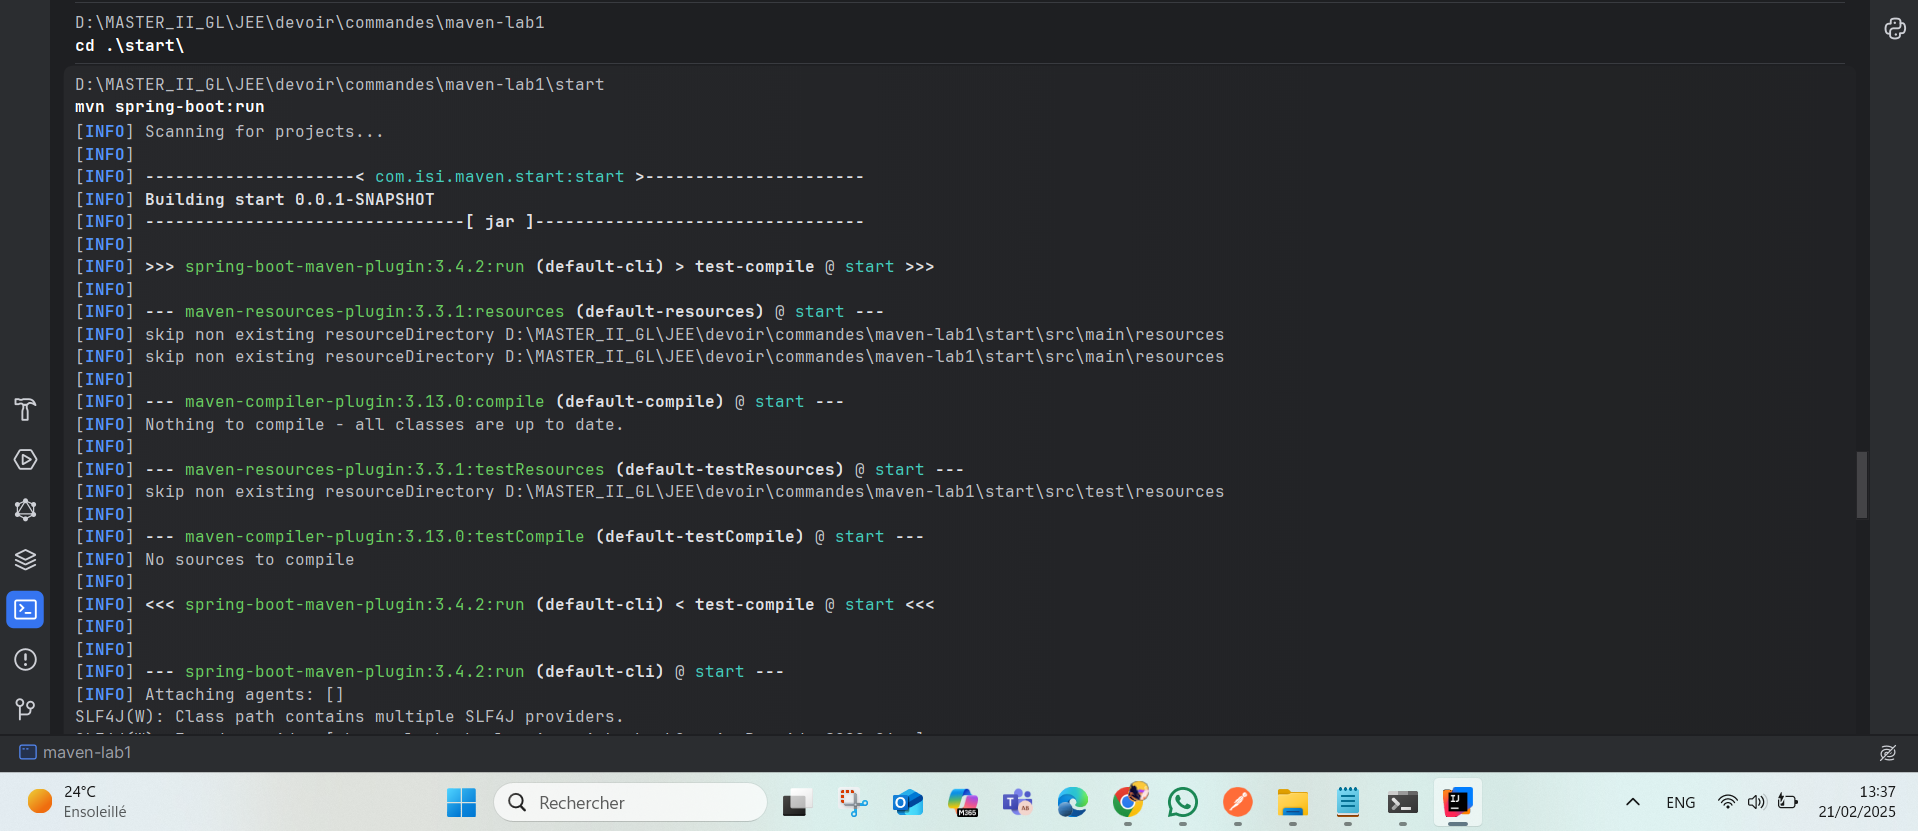 D:\MASTER_II_GL\JEE\devoir\commandes\maven-lab1
cd .\start\
D:\MASTER_II_GL\JEE\devoir\commandes\maven-lab1\start
mvn spring-boot:run
[INFO] Scanning for projects...
[INFO]
[INFO] ---------------------< com.isi.maven.start:start >----------------------
[INFO] Building start 0.0.1-SNAPSHOT
[INFO] --------------------------------[ jar ]---------------------------------
[INFO]
[INFO] >>> spring-boot-maven-plugin:3.4.2:run (default-cli) > test-compile @ start >>>
[INFO]
[INFO] --- maven-resources-plugin:3.3.1:resources (default-resources) @ start ---
[INFO] skip non existing resourceDirectory D:\MASTER_II_GL\JEE\devoir\commandes\maven-lab1\start\src\main\resources
[INFO] skip non existing resourceDirectory D:\MASTER_II_GL\JEE\devoir\commandes\maven-lab1\start\src\main\resources
[INFO]
[INFO] --- maven-compiler-plugin:3.13.0:compile (default-compile) @ start ---
[INFO] Nothing to compile - all classes are up to date.
[INFO]
[INFO] --- maven-resources-plugin:3.3.1:testResources (default-testResources) @ start ---
[INFO] skip non existing resourceDirectory D:\MASTER_II_GL\JEE\devoir\commandes\maven-lab1\start\src\test\resources
[INFO]
[INFO] --- maven-compiler-plugin:3.13.0:testCompile (default-testCompile) @ start ---
[INFO] No sources to compile
[INFO]
[INFO] <<< spring-boot-maven-plugin:3.4.2:run (default-cli) < test-compile @ start <<<
[INFO]
[INFO]
[INFO] --- spring-boot-maven-plugin:3.4.2:run (default-cli) @ start ---
[INFO] Attaching agents: []
SLF4J(W): Class path contains multiple SLF4J providers.
maven-lab1
24°C
Ensoleillé
Rechercher
M365
ENG
13:37
21/02/2025